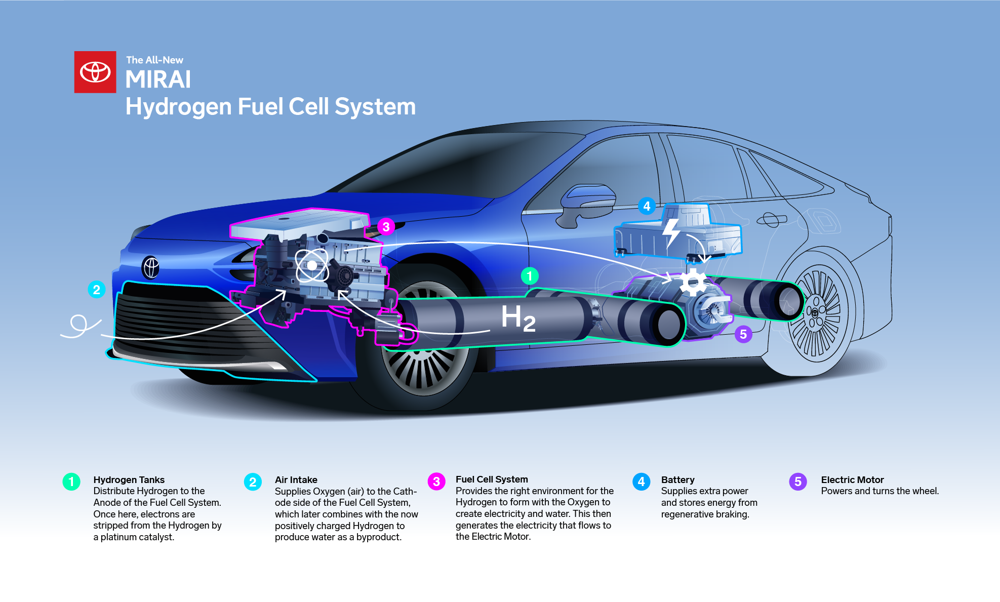 The All-New
MIRAI
Hydrogen Fuel Cell System
3
4
1
2
H2
5
1
Hydrogen Tanks
Distribute Hydrogen to the
Anode of the Fuel Cell System.
Once here, electrons are
stripped from the Hydrogen by
a platinum catalyst.
2
Air Intake
Supplies Oxygen (air) to the Cath-
ode side of the Fuel Cell System,
which later combines with the now
positively charged Hydrogen to
produce water as a byproduct.
3
Fuel Cell System
Provides the right environment for the
Hydrogen to form with the Oxygen to
create electricity and water. This then
generates the electricity that flows to
the Electric Motor.
4
Battery
Supplies extra power
and stores energy from
regenerative braking.
5
Electric Motor
Powers and turns the wheel.